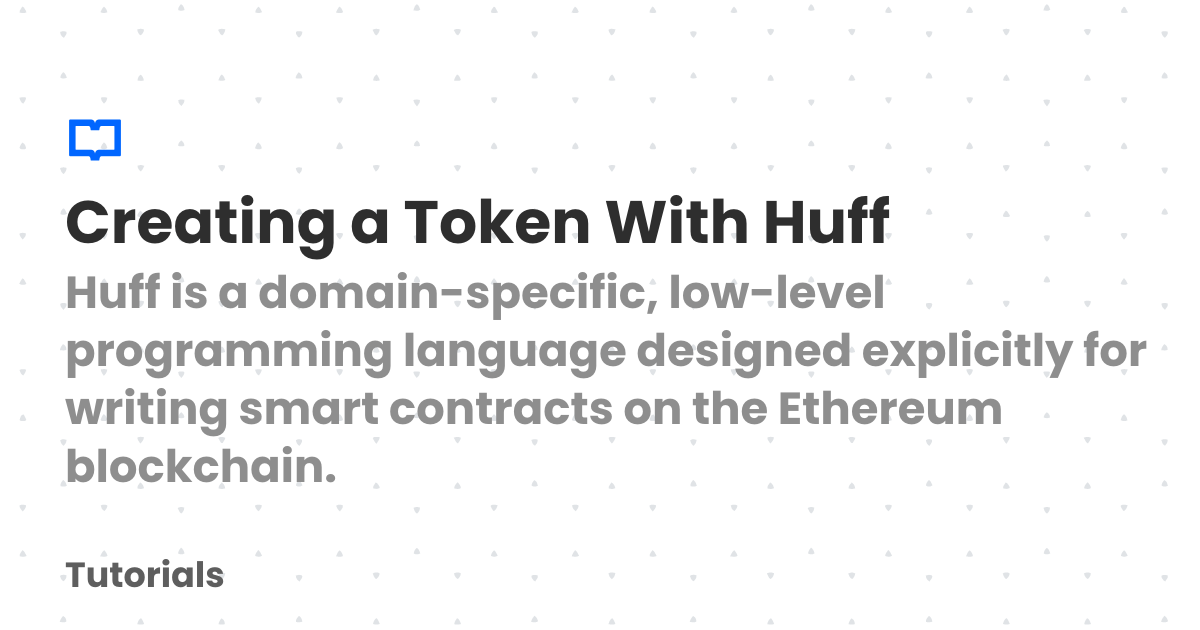 Creating a Token With Huff
Huff is a domain-specific, low-level
programming language designed explicitly for
writing smart contracts on the Ethereum
blockchain.
Tutorials